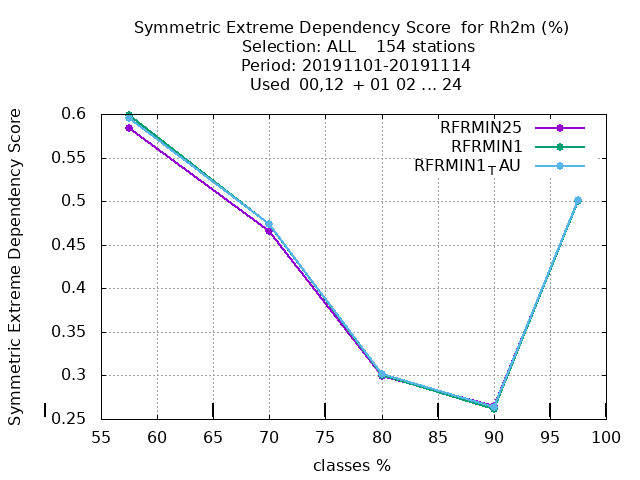 Symmetric Extreme Dependency Score for Rh2m (%)
Selection: ALL 154 stations
Period: 20191101-20191114
Used 00,12 + 01 02 ... 24
Symmetric Extreme Dependency Score
0.6
0.55
0.5
0.45
0.4
0.35
0.3
0.25
RFRMIN25
RFRMIN1
RFRMIN1TAU
55 60 65 70 75 80 85 90 95 100
classes %